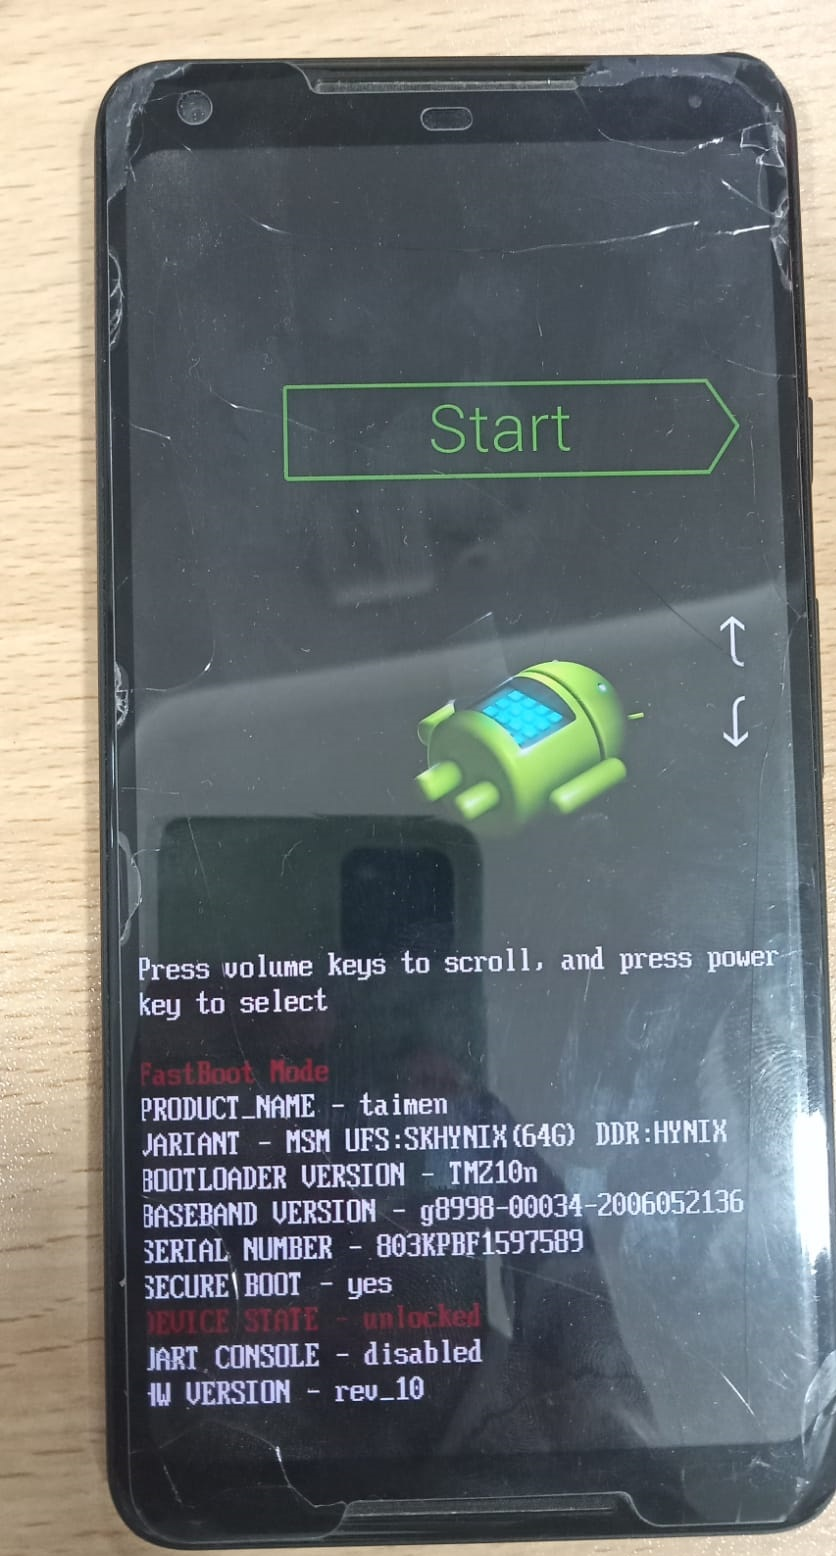 Start
Press volume keys to scroll, and press power
key to select
FastBoot Mode
PRODUCT_NAME - taimen
VARIANT - MSM UFS:SKHYNIX(64G) DDR:HYNIX
BOOTLOADER VERSION - TMZ10n
BASEBAND VERSION - g8998-00034-2006052136
SERIAL NUMBER - 803KPBF1597589
SECURE BOOT - yes
DEVICE STATE - unlocked
UART CONSOLE - disabled
HW VERSION - rev_10